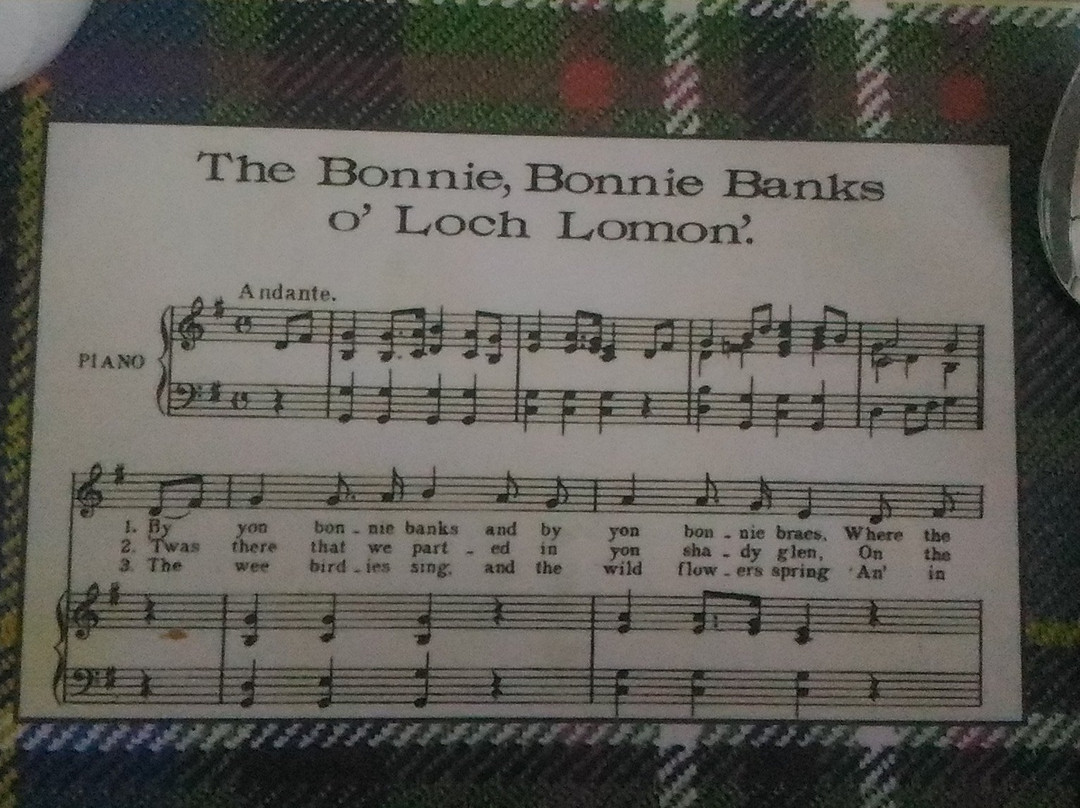 The Bonnie, Bonnie Banks
o' Loch Lomon'.
Andante.
PIANO
1. By yon bon - nie banks and by yon bon - nie braes, Where the
2. 'Twas there that we part - ed in yon sha - dy glen, On the
3. The wee bird - ies sing, and the wild flow - ers spring 'An' in